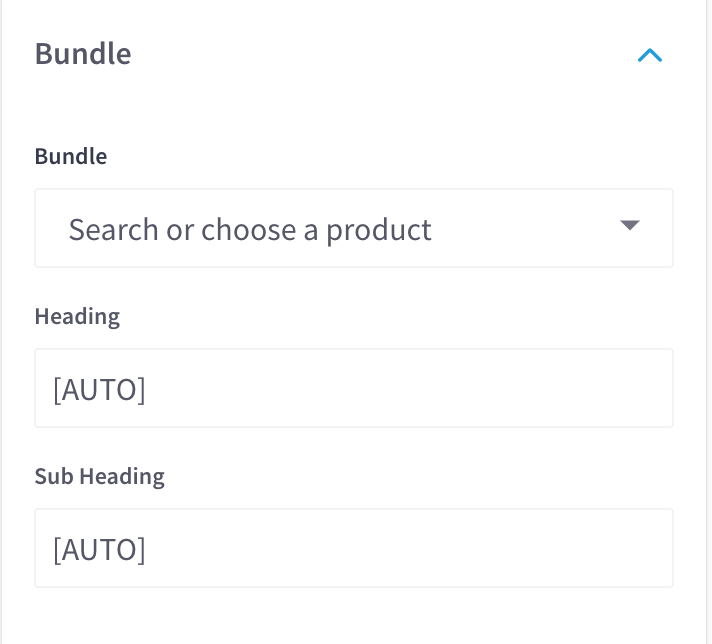 Bundle
Bundle
Search or choose a product
Heading
[AUTO]
Sub Heading
[AUTO]